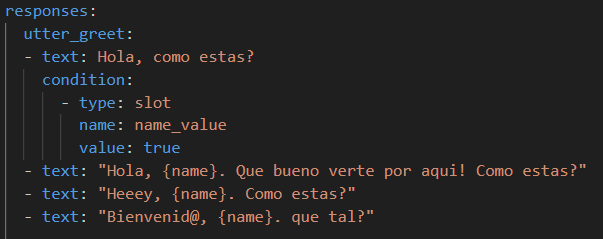 responses:
utter_greet:
- text: Hola, como estas?
condition:
- type: slot
name: name_value
value: true
- text: "Hola, {name}. Que bueno verte por aqui! Como estas?"
- text: "Heeey, {name}. Como estas?"
- text: "Bienvenid@, {name}. que tal?"